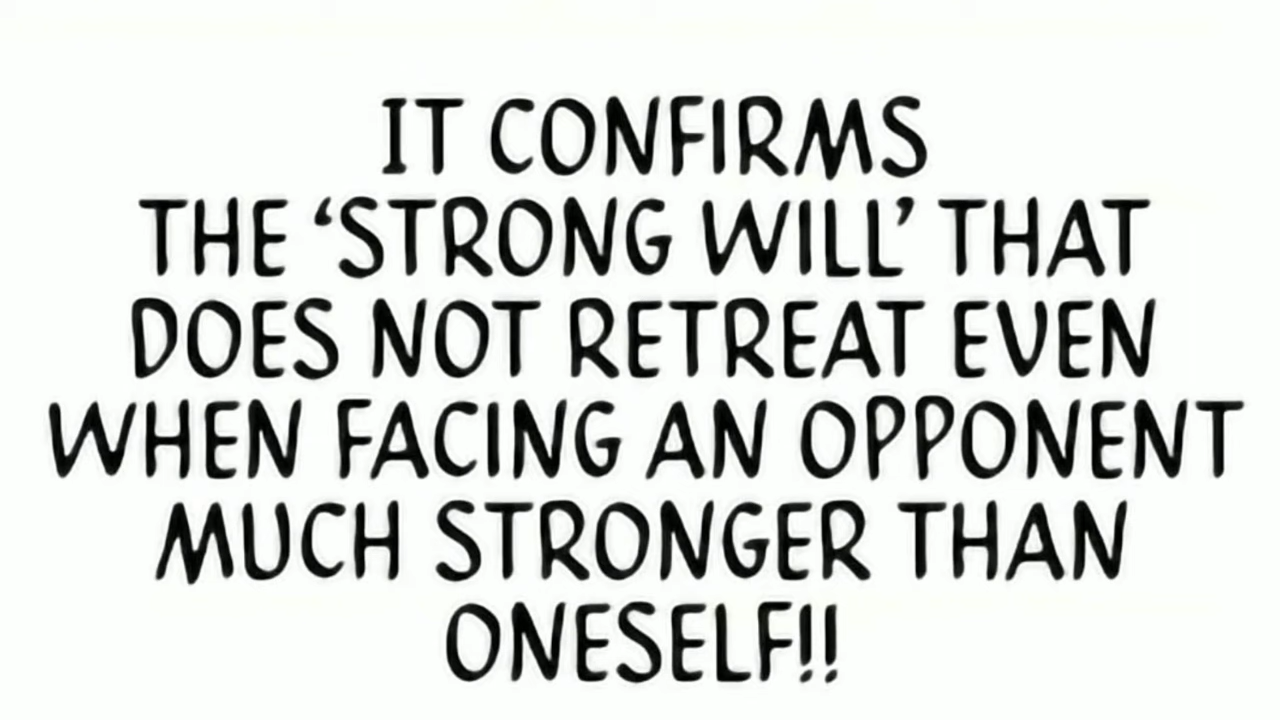 IT CONFIRMS
THE ‘STRONG WILL’ THAT
DOES NOT RETREAT EVEN
WHEN FACING AN OPPONENT
MUCH STRONGER THAN
ONESELF!!